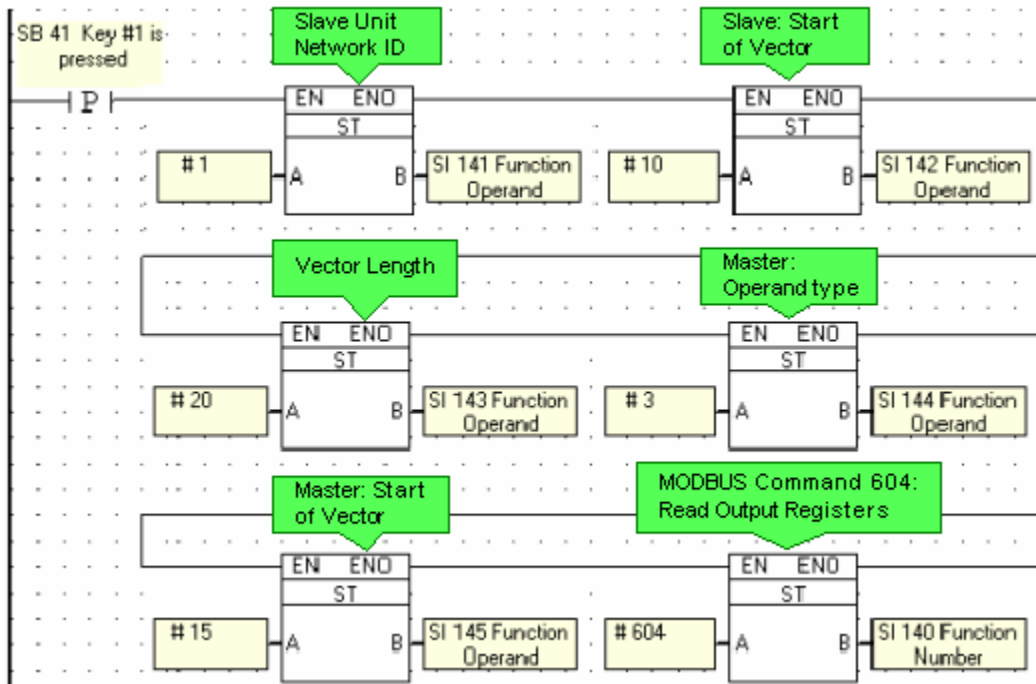 SB 41 Key #1 is
pressed
Slave Unit
Network ID
Slave: Start
of Vector
P
EN ENO
ST
# 1
A B
SI 141 Function
Operand
EN ENO
ST
# 10
A B
SI 142 Function
Operand
Vector Length
Master:
Operand type
EN ENO
ST
# 20
A B
SI 143 Function
Operand
EN ENO
ST
# 3
A B
SI 144 Function
Operand
Master: Start
of Vector
MODBUS Command 604:
Read Output Registers
EN ENO
ST
# 15
A B
SI 145 Function
Operand
EN ENO
ST
# 604
A B
SI 140 Function
Number